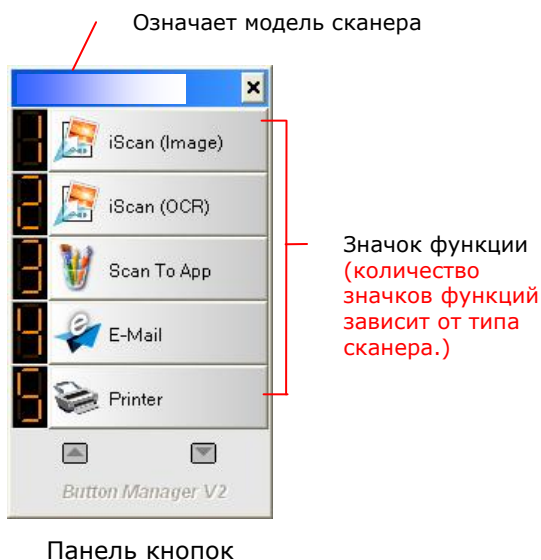 Означает модель сканера
1 iScan (Image)
2 iScan (OCR)
3 Scan To App
4 E-Mail
5 Printer
Button Manager V2
Значок функции
(количество
значков функций
зависит от типа
сканера.)
Панель кнопок